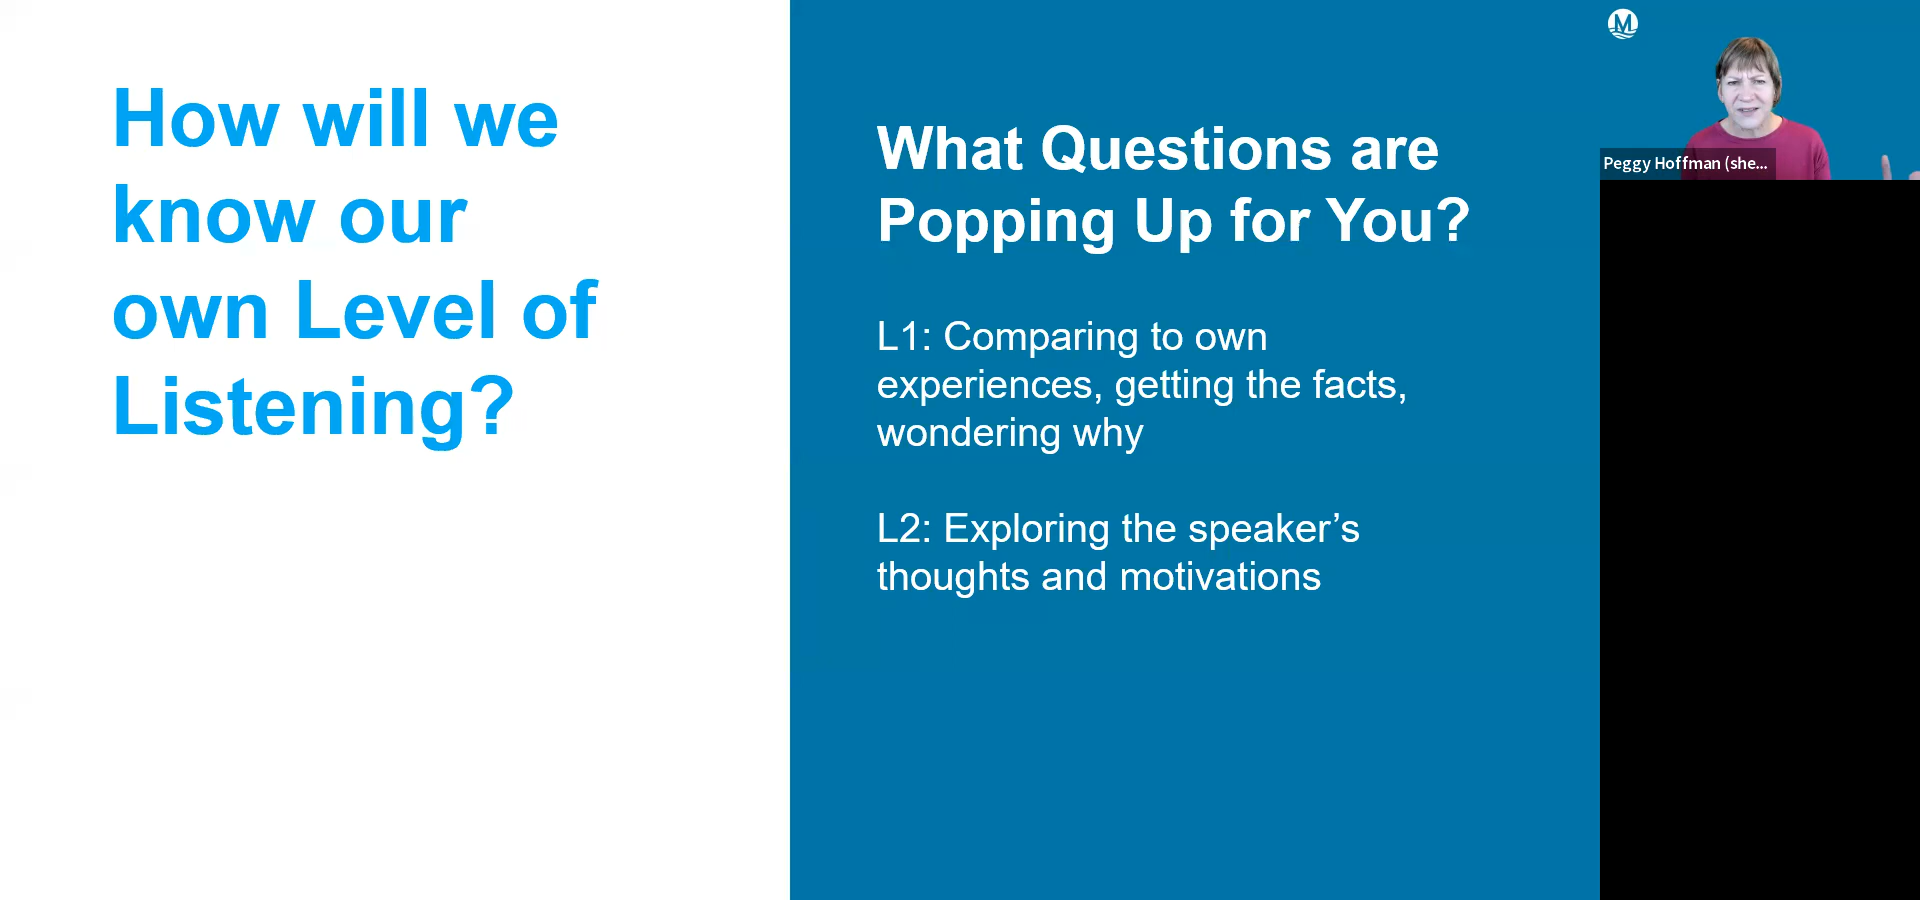 How will we
know our
own Level of
Listening?
What Questions are
Popping Up for You?
L1: Comparing to own
experiences, getting the facts,
wondering why
L2: Exploring the speaker’s
thoughts and motivations
M
Peggy Hoffman (she...